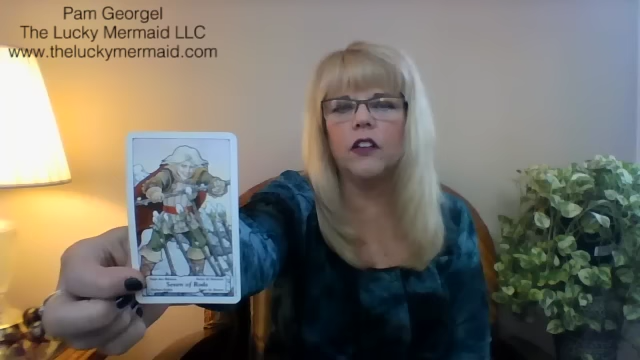 Pam Georgel
The Lucky Mermaid LLC
www.theluckymermaid.com
Seven of Rods